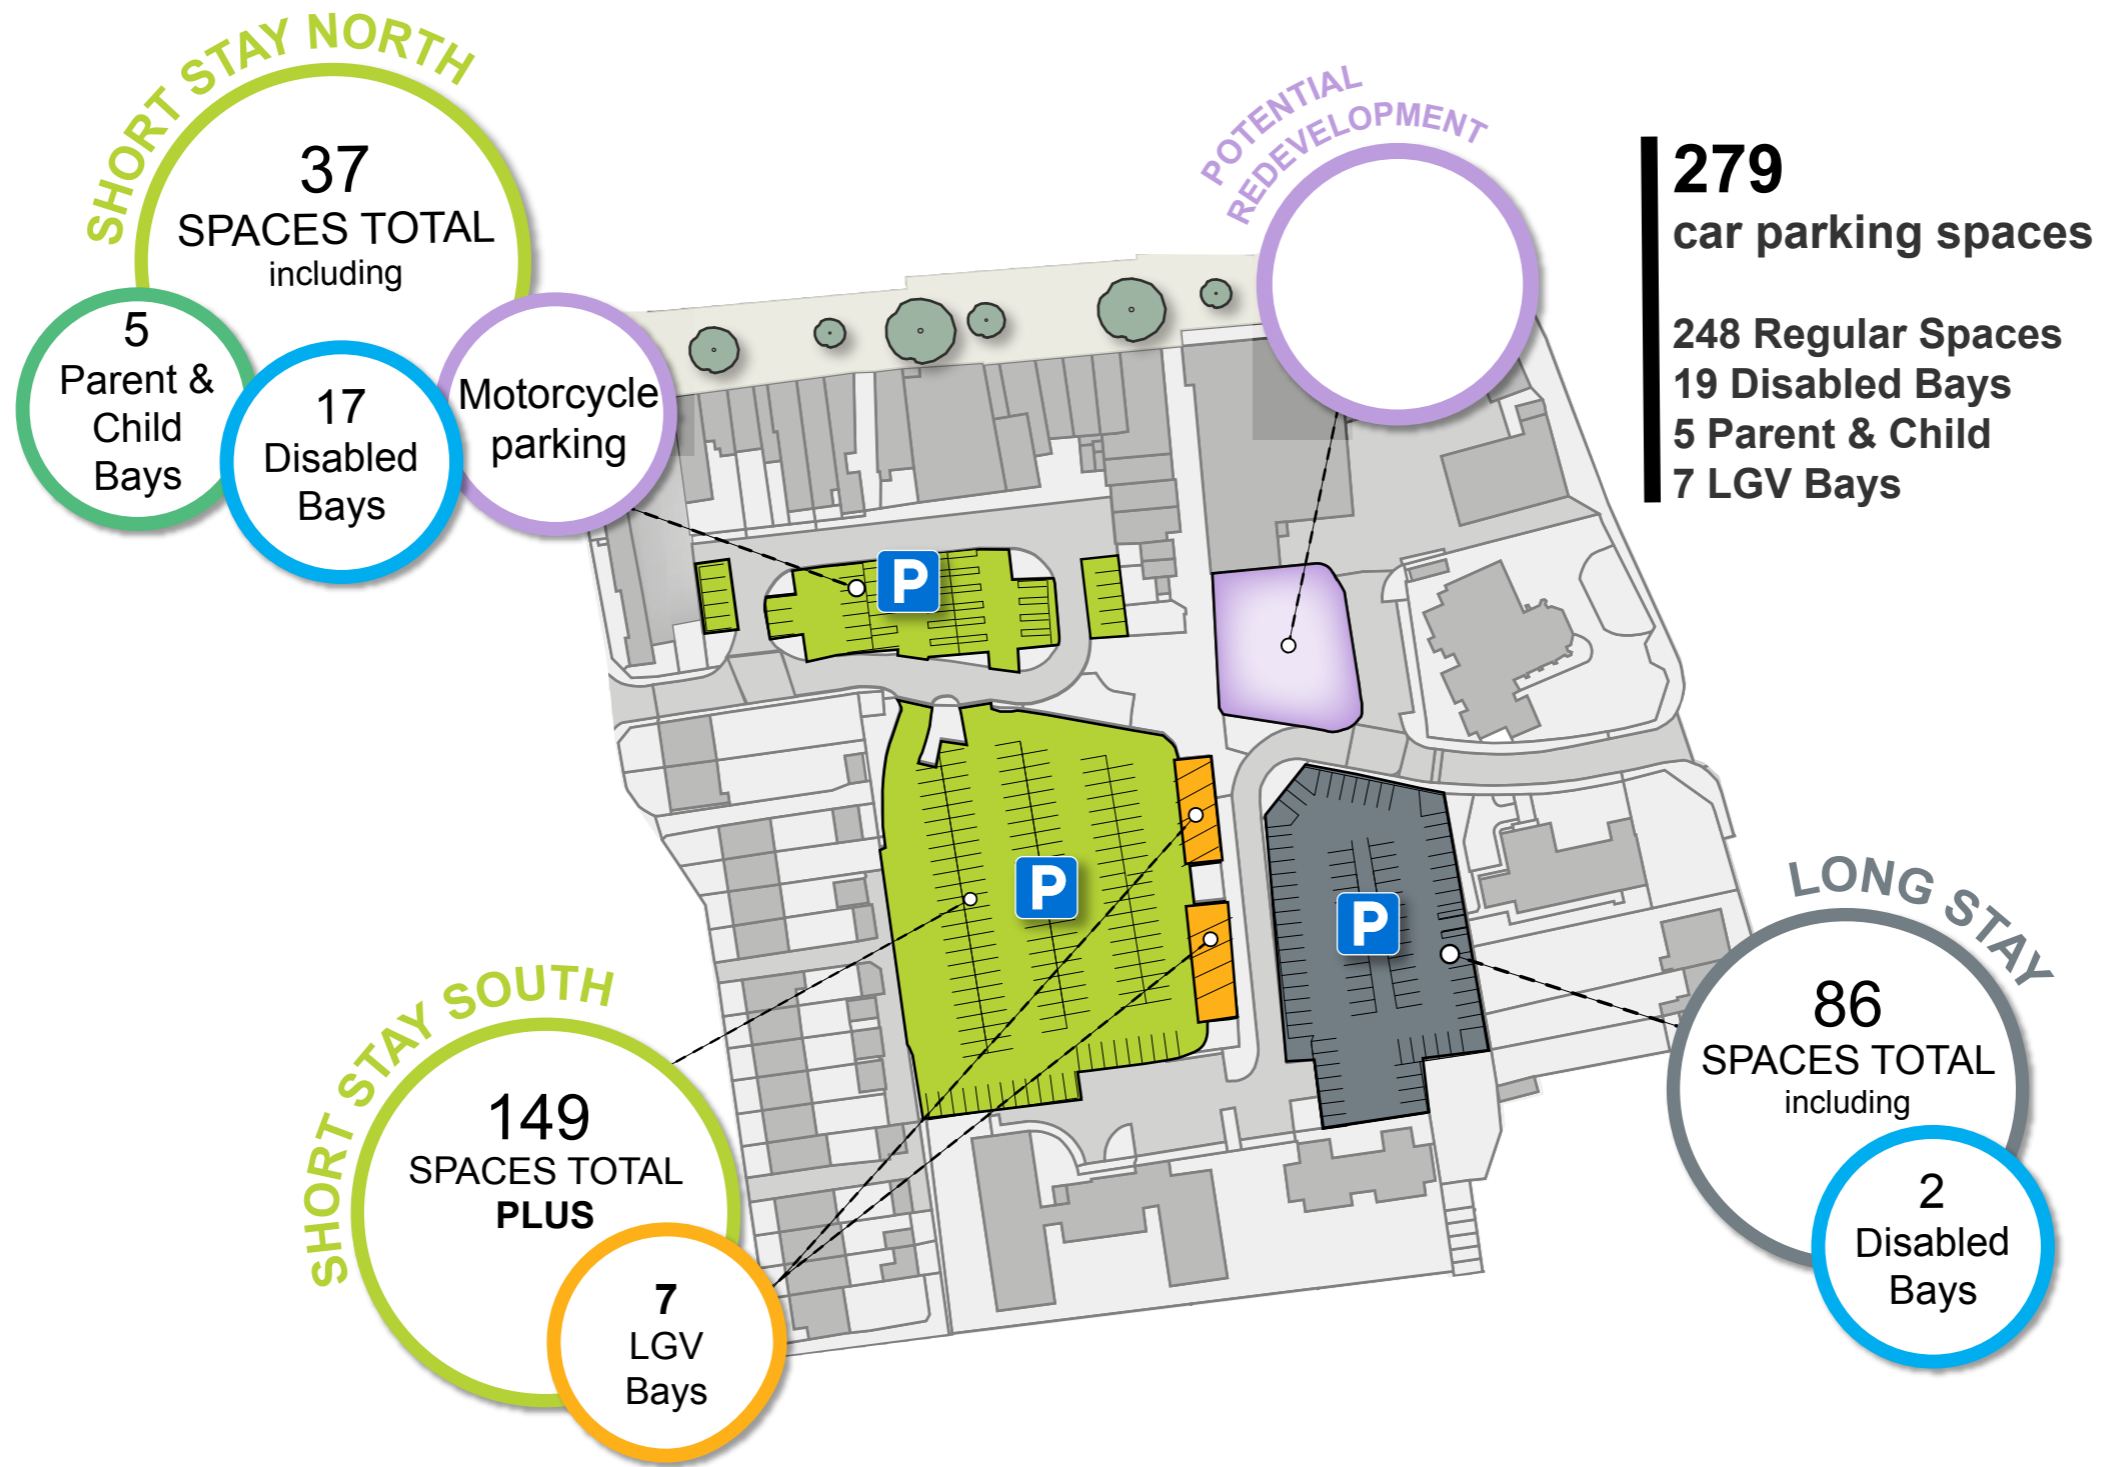 SHORT STAY NORTH
37
SPACES TOTAL
including
5
Parent &
Child
Bays
17
Disabled
Bays
Motorcycle
parking
POTENTIAL
REDEVELOPMENT
279
car parking spaces
248 Regular Spaces
19 Disabled Bays
5 Parent & Child
7 LGV Bays
P
P
P
SHORT STAY SOUTH
149
SPACES TOTAL
PLUS
7
LGV
Bays
LONG STAY
86
SPACES TOTAL
including
2
Disabled
Bays